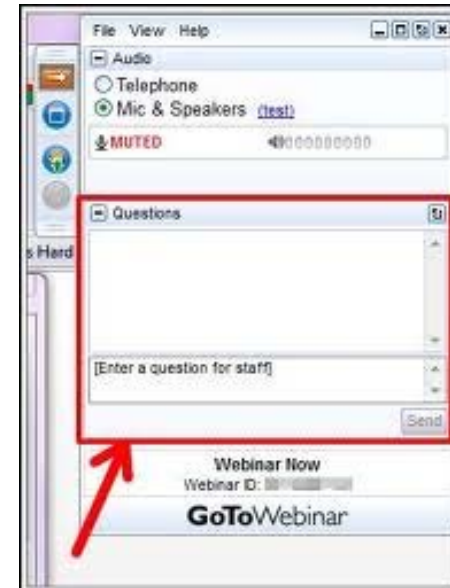 File View Help
Audio
Telephone
Mic & Speakers (test)
MUTED 000000000
Questions
s Hard
[Enter a question for staff]
Send
Webinar Now
Webinar ID:
GoToWebinar